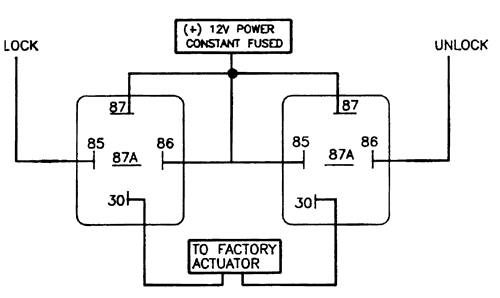 (+) 12V POWER
CONSTANT FUSED
LOCK
UNLOCK
87
87
85
87A
86
85
87A
86
30
30
TO FACTORY
ACTUATOR